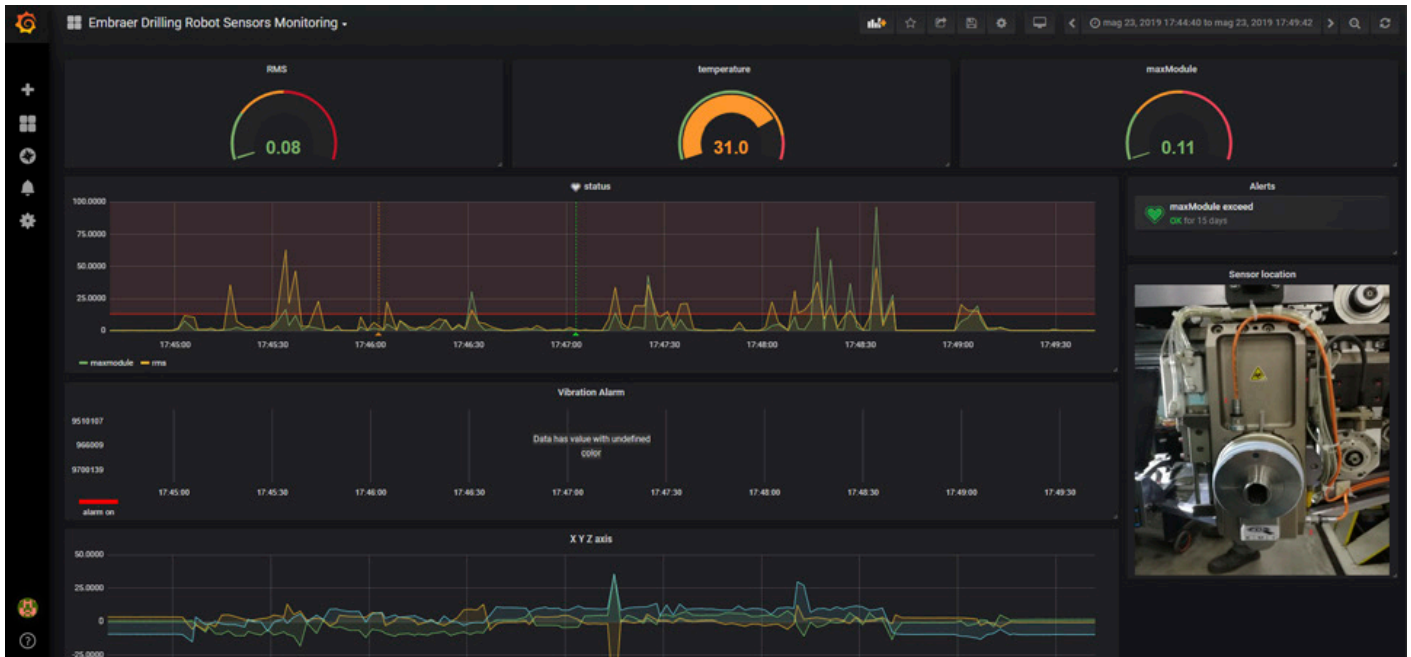 Embraer Drilling Robot Sensors Monitoring
mag 23, 2019 17:44:40 to mag 23, 2019 17:49:42
RMS
0.08
temperature
31.0
maxModule
0.11
status
100.0000
75.0000
50.0000
25.0000
0
17:45:00 17:45:30 17:46:00 17:46:30 17:47:00 17:47:30 17:48:00 17:48:30 17:49:00 17:49:30
maxmodule rms
Alerts
maxModule exceed
OK for 15 days
Sensor location
Vibration Alarm
9510107
966009
9700139
Data has value with undefined
color
17:45:00 17:45:30 17:46:00 17:46:30 17:47:00 17:47:30 17:48:00 17:48:30 17:49:00 17:49:30
alarm on
X Y Z axis
50.0000
25.0000
0
-25.0000